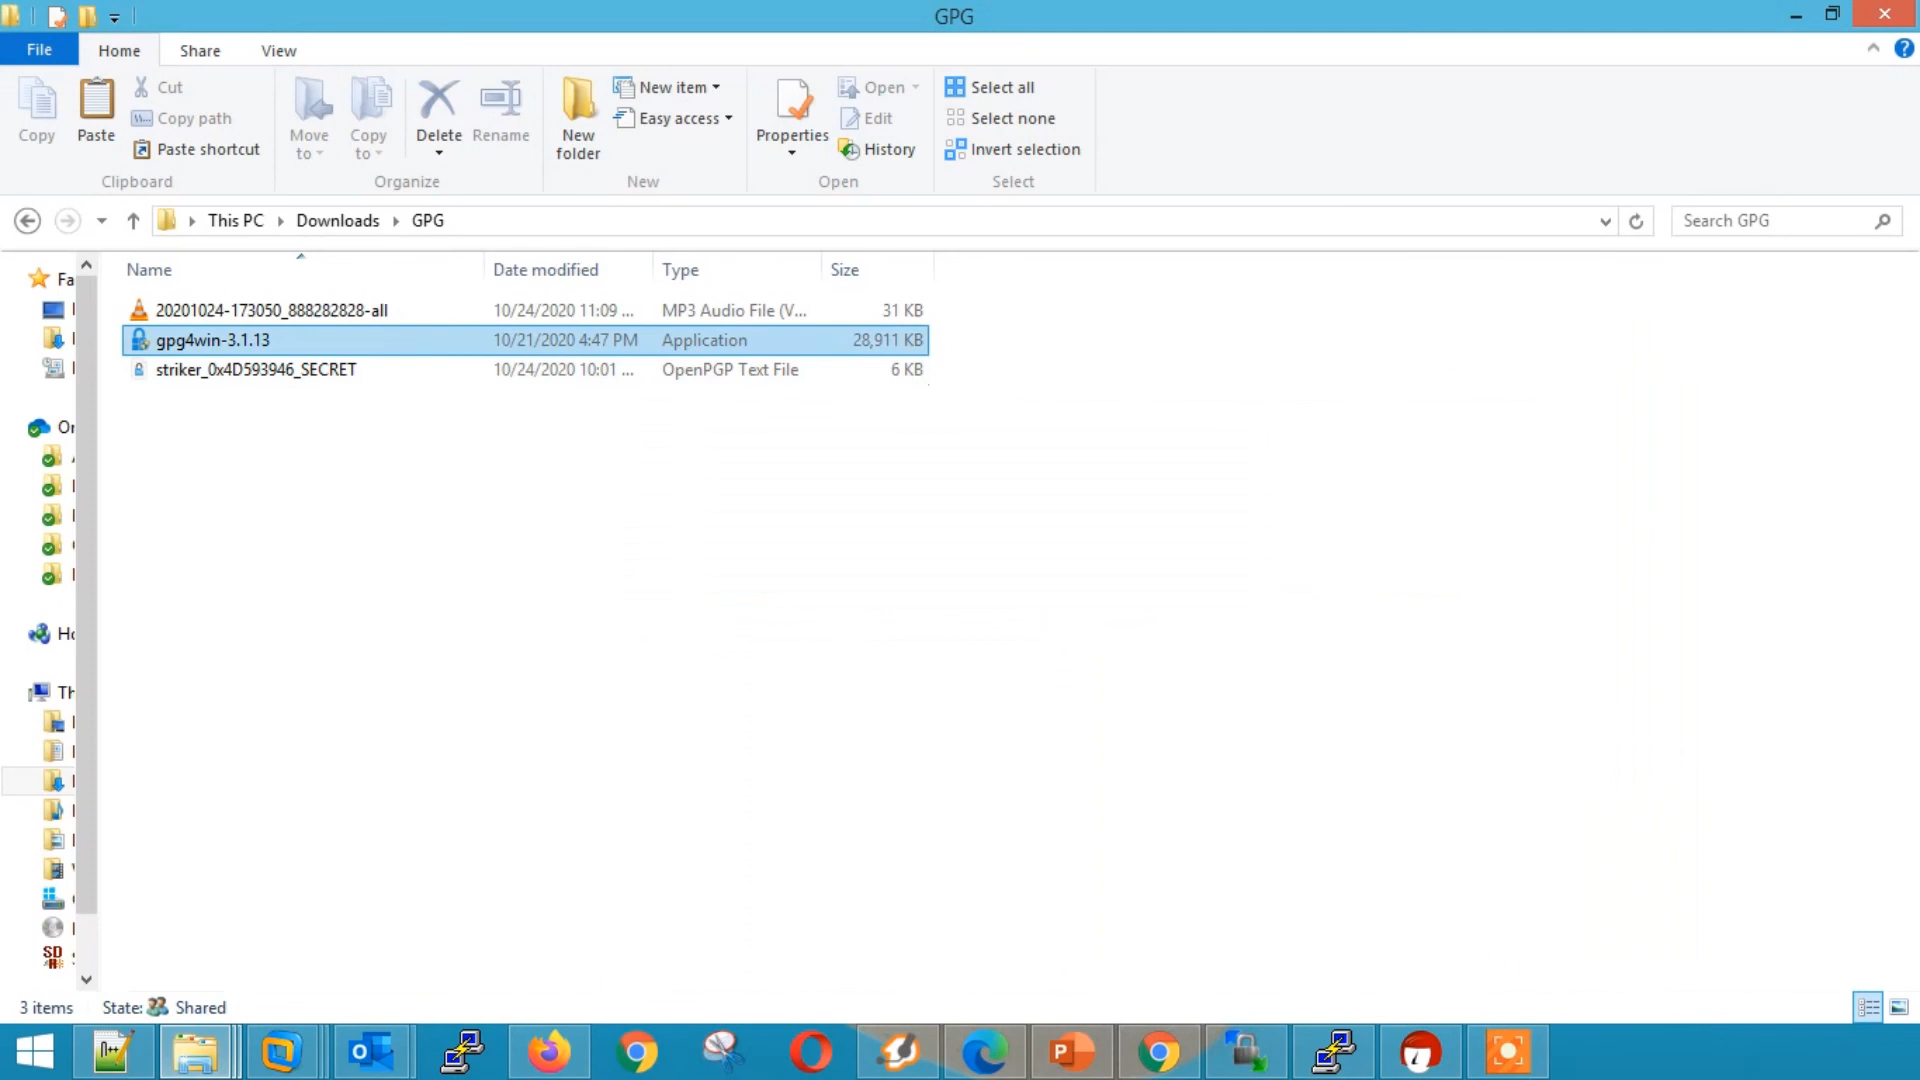 GPG
File Home Share View
Copy
Paste
Cut
Copy path
Paste shortcut
Clipboard
Move to
Copy to
Delete
Rename
Organize
New folder
New item
Easy access
New
Properties
Open
Edit
History
Open
Select all
Select none
Invert selection
Select
This PC Downloads GPG
Search GPG
Name Date modified Type Size
20201024-173050_888282828-all 10/24/2020 11:09 ... MP3 Audio File (V... 31 KB
gpg4win-3.1.13 10/21/2020 4:47 PM Application 28,911 KB
striker_0x4D593946_SECRET 10/24/2020 10:01 ... OpenPGP Text File 6 KB
Fa
Or
Ho
Th
3 items State: Shared